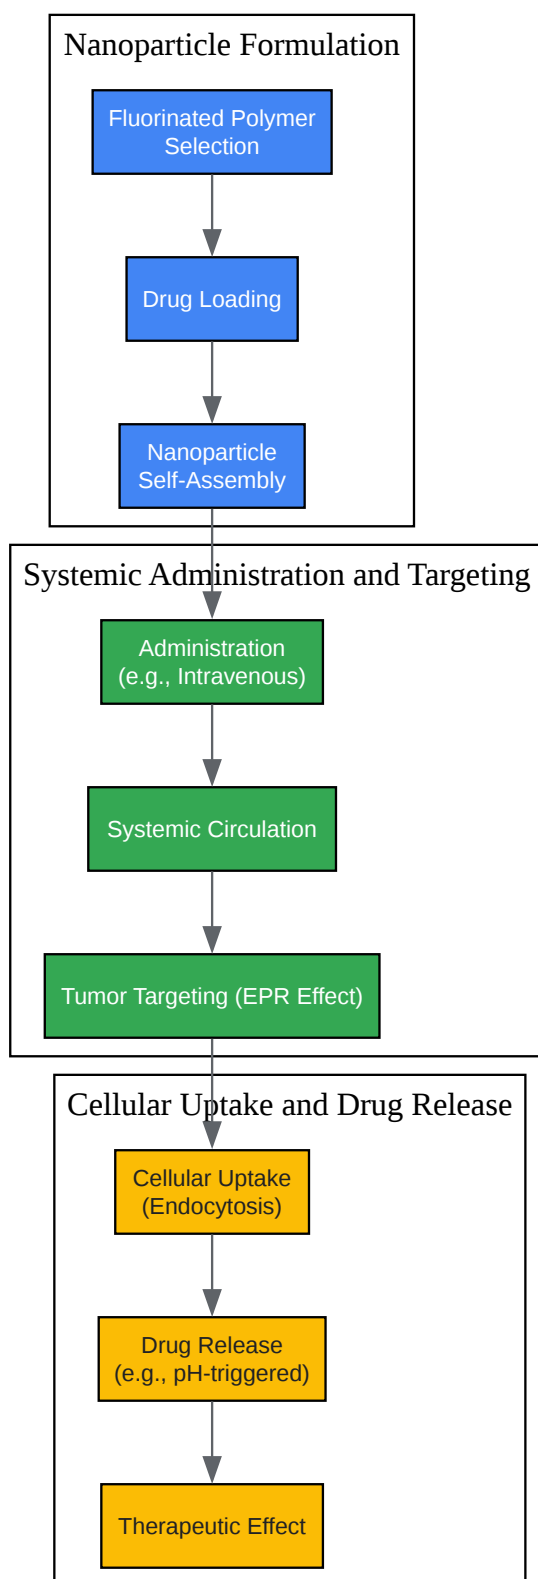 Nanoparticle Formulation
Fluorinated Polymer
Selection
Drug Loading
Nanoparticle
Self-Assembly
Systemic Administration and Targeting
Administration
(e.g., Intravenous)
Systemic Circulation
Tumor Targeting (EPR Effect)
Cellular Uptake and Drug Release
Cellular Uptake
(Endocytosis)
Drug Release
(e.g., pH-triggered)
Therapeutic Effect